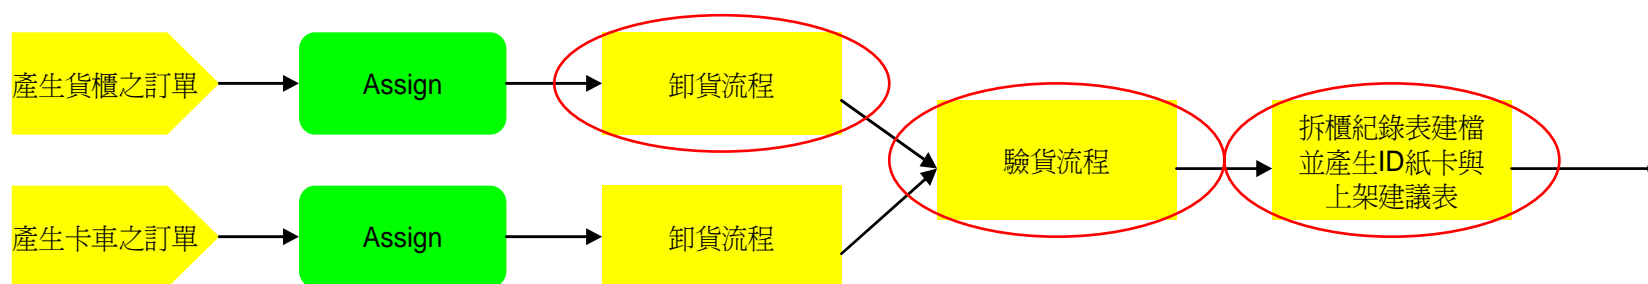 產生貨櫃之訂單
Assign
卸貨流程
驗貨流程
拆櫃紀錄表建檔
並產生ID紙卡與
上架建議表
產生卡車之訂單
Assign
卸貨流程